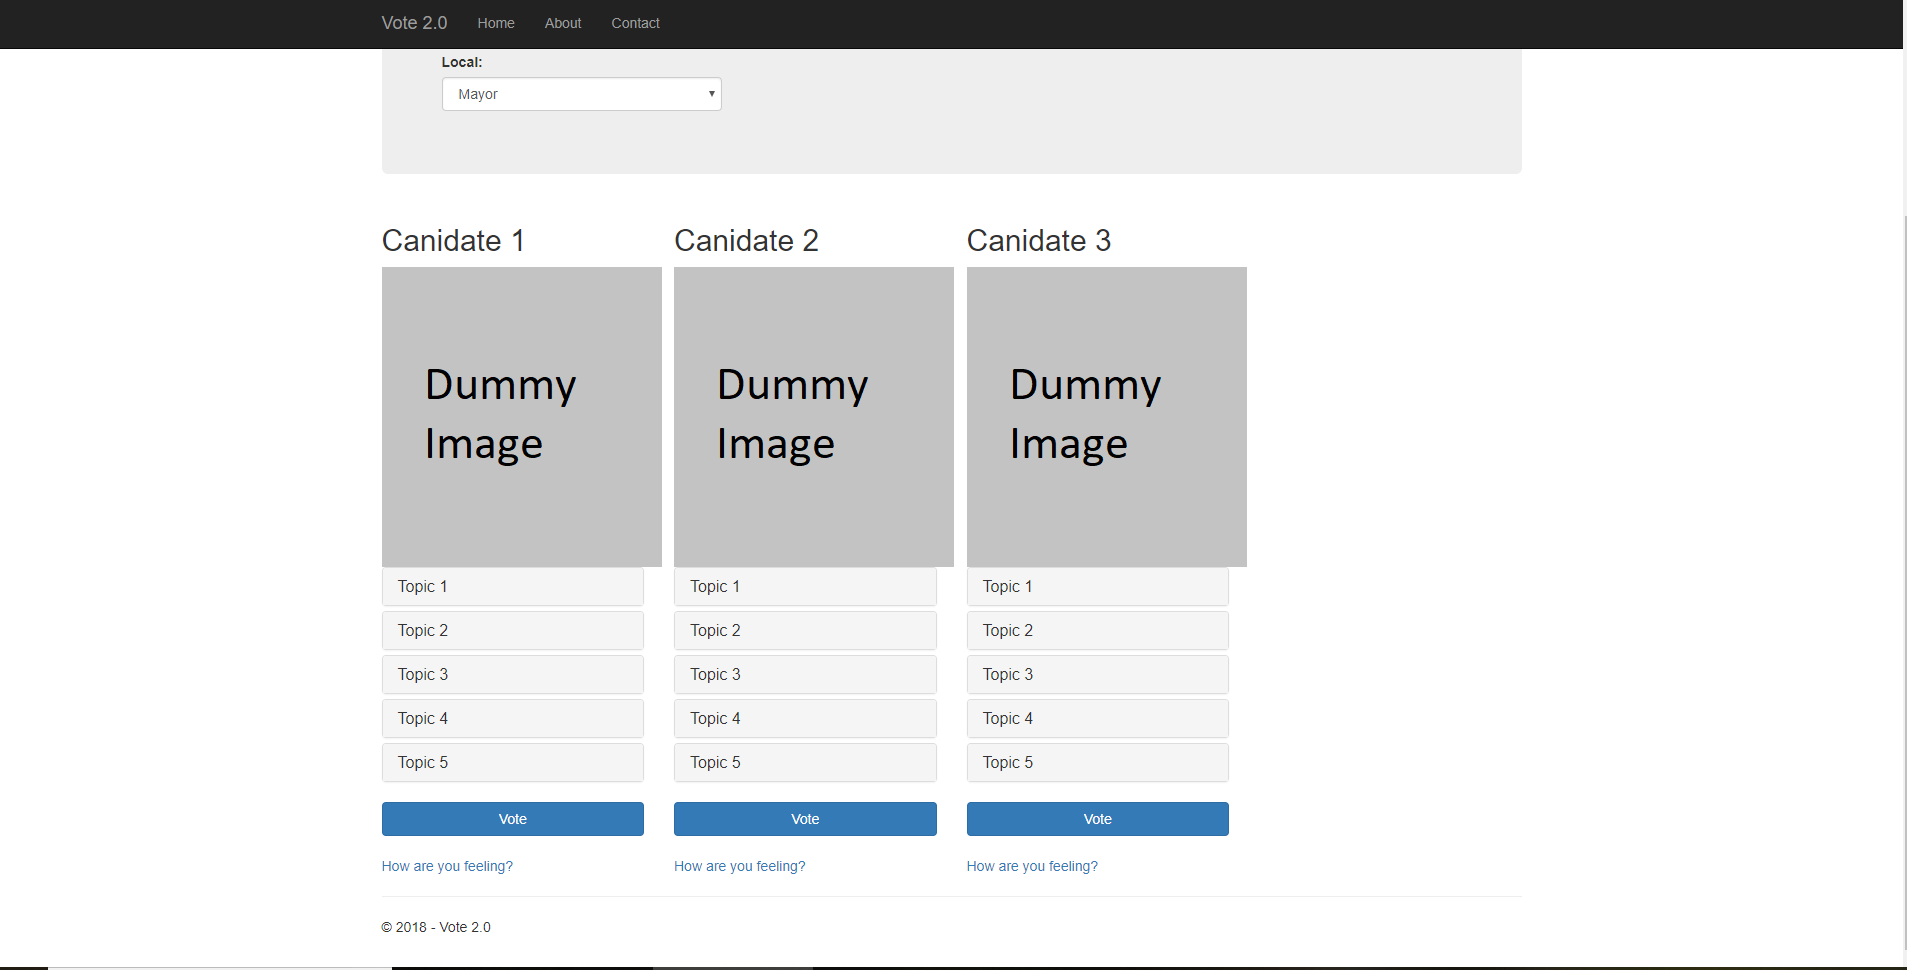 Vote 2.0 Home About Contact
Local:
Mayor
Canidate 1 Canidate 2 Canidate 3
Dummy Dummy Dummy
Image Image Image
Topic 1 Topic 1 Topic 1
Topic 2 Topic 2 Topic 2
Topic 3 Topic 3 Topic 3
Topic 4 Topic 4 Topic 4
Topic 5 Topic 5 Topic 5
Vote Vote Vote
How are you feeling? How are you feeling? How are you feeling?
© 2018 - Vote 2.0